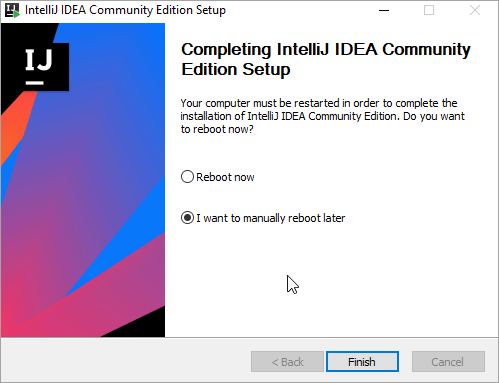 IntelliJ IDEA Community Edition Setup
IJ
Completing IntelliJ IDEA Community
Edition Setup
Your computer must be restarted in order to complete the
installation of IntelliJ IDEA Community Edition. Do you want
to reboot now?
Reboot now
I want to manually reboot later
< Back
Finish
Cancel